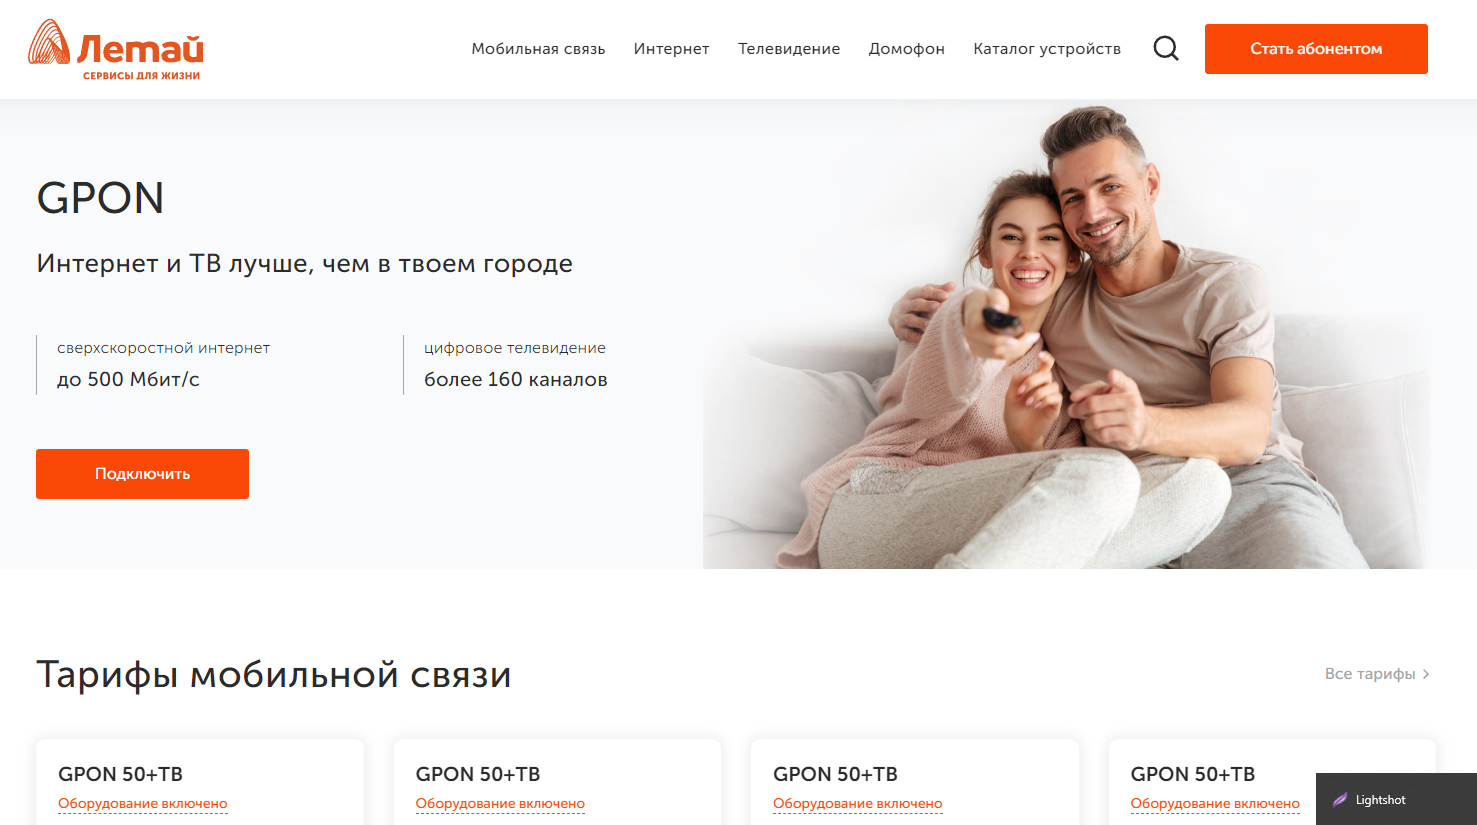 Летай
СЕРВИСЫ ДЛЯ ЖИЗНИ
Мобильная связь Интернет Телевидение Домофон Каталог устройств
Стать абонентом
GPON
Интернет и ТВ лучше, чем в твоем городе
сверхскоростной интернет
до 500 Мбит/с
цифровое телевидение
более 160 каналов
Подключить
Тарифы мобильной связи
Все тарифы >
GPON 50+ТВ
Оборудование включено
GPON 50+ТВ
Оборудование включено
GPON 50+ТВ
Оборудование включено
GPON 50+ТВ
Оборудование включено
Lightshot